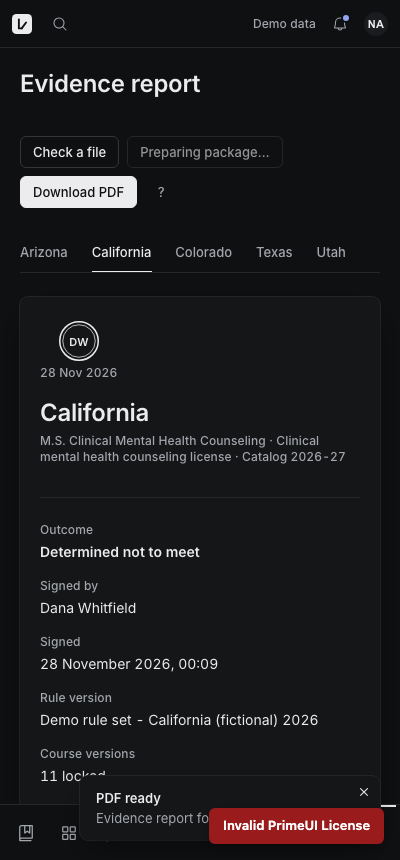 Demo data
NA
Evidence report
Check a file
Preparing package...
Download PDF
?
Arizona California Colorado Texas Utah
DW
28 Nov 2026
California
M.S. Clinical Mental Health Counseling · Clinical
mental health counseling license · Catalog 2026-27
Outcome
Determined not to meet
Signed by
Dana Whitfield
Signed
28 November 2026, 00:09
Rule version
Demo rule set - California (fictional) 2026
Course versions
11 locked
PDF ready
Evidence report fo
Invalid PrimeUI License